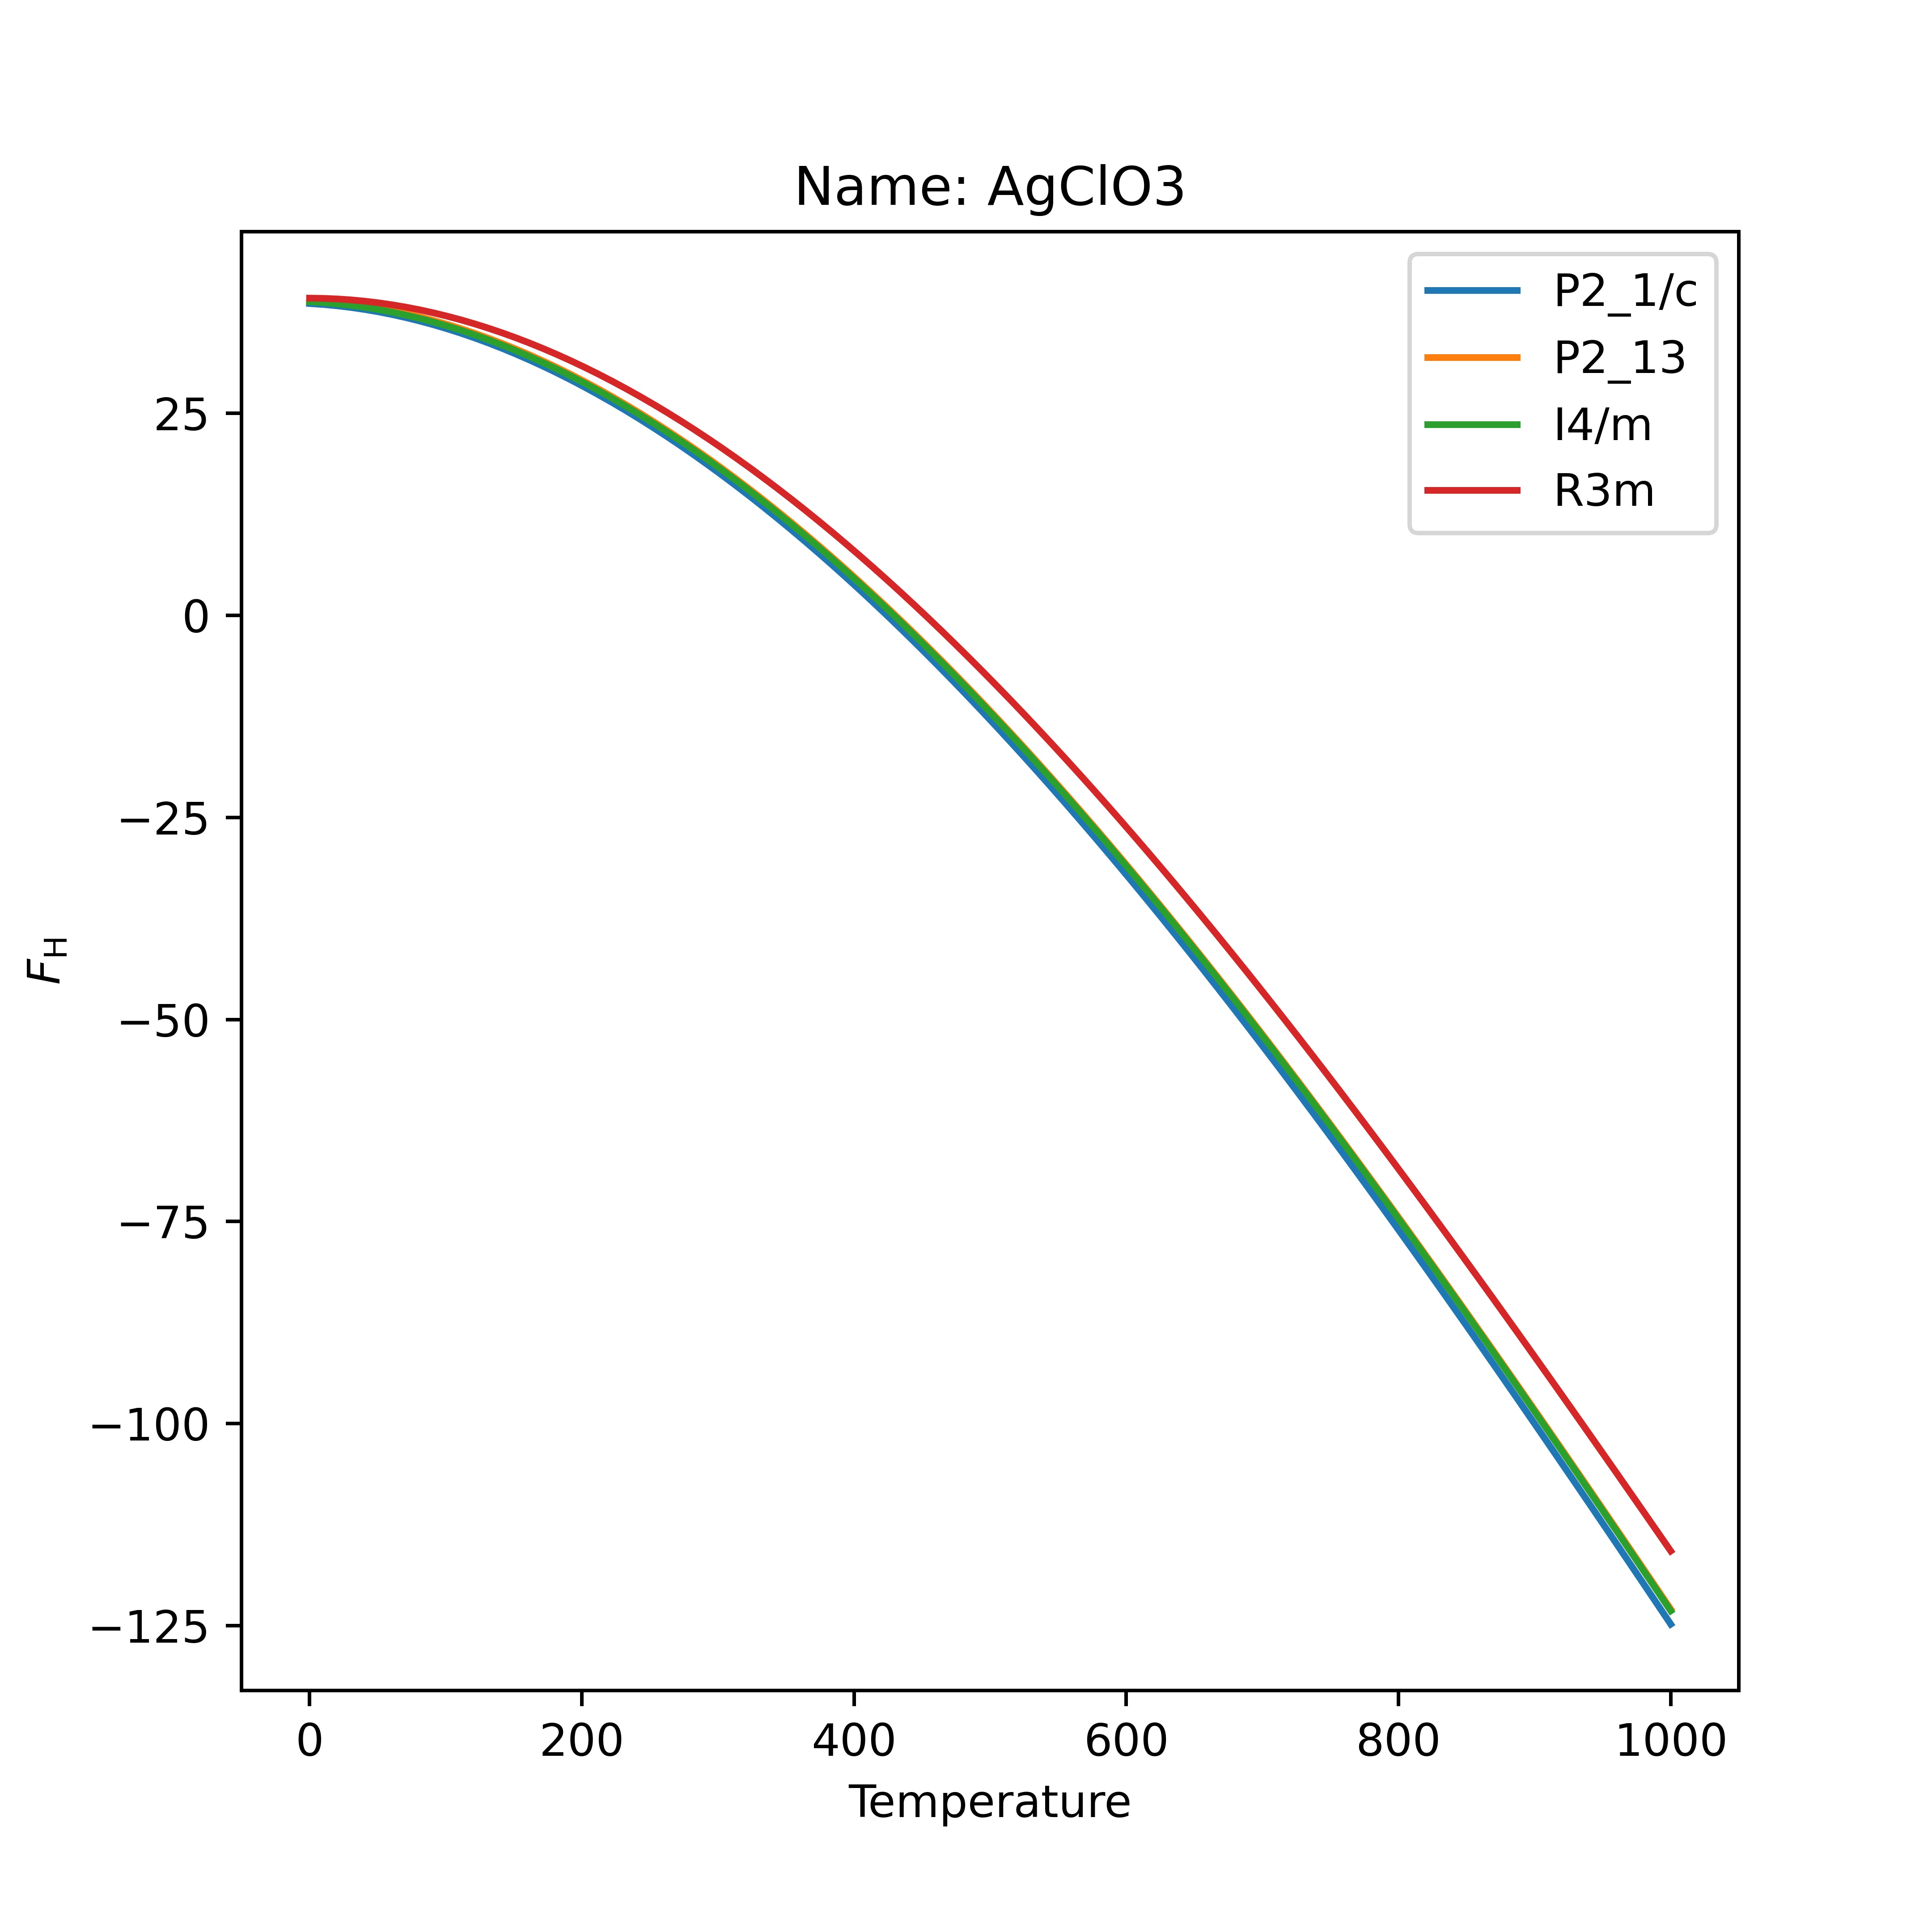 Name: AgClO3
P2_1/c
P2_13
I4/m
R3m
25
0
−25
−50
−75
−100
−125
F_H
0 200 400 600 800 1000
Temperature